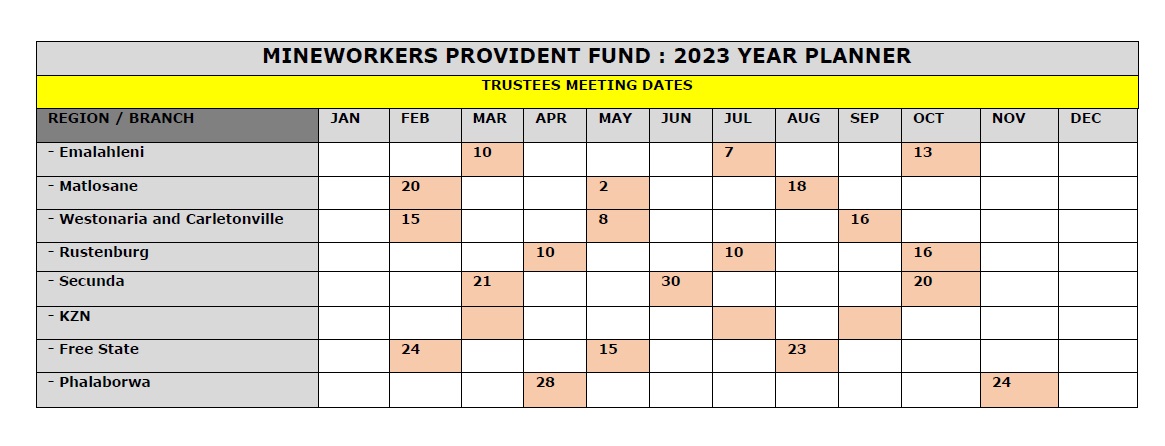 MINEWORKERS PROVIDENT FUND : 2023 YEAR PLANNER
TRUSTEES MEETING DATES
REGION / BRANCH JAN FEB MAR APR MAY JUN JUL AUG SEP OCT NOV DEC
- Emalahleni 10 7 13
- Matlosane 20 2 18
- Westonaria and Carletonville 15 8 16
- Rustenburg 10 10 16
- Secunda 21 30 20
- KZN
- Free State 24 15 23
- Phalaborwa 28 24